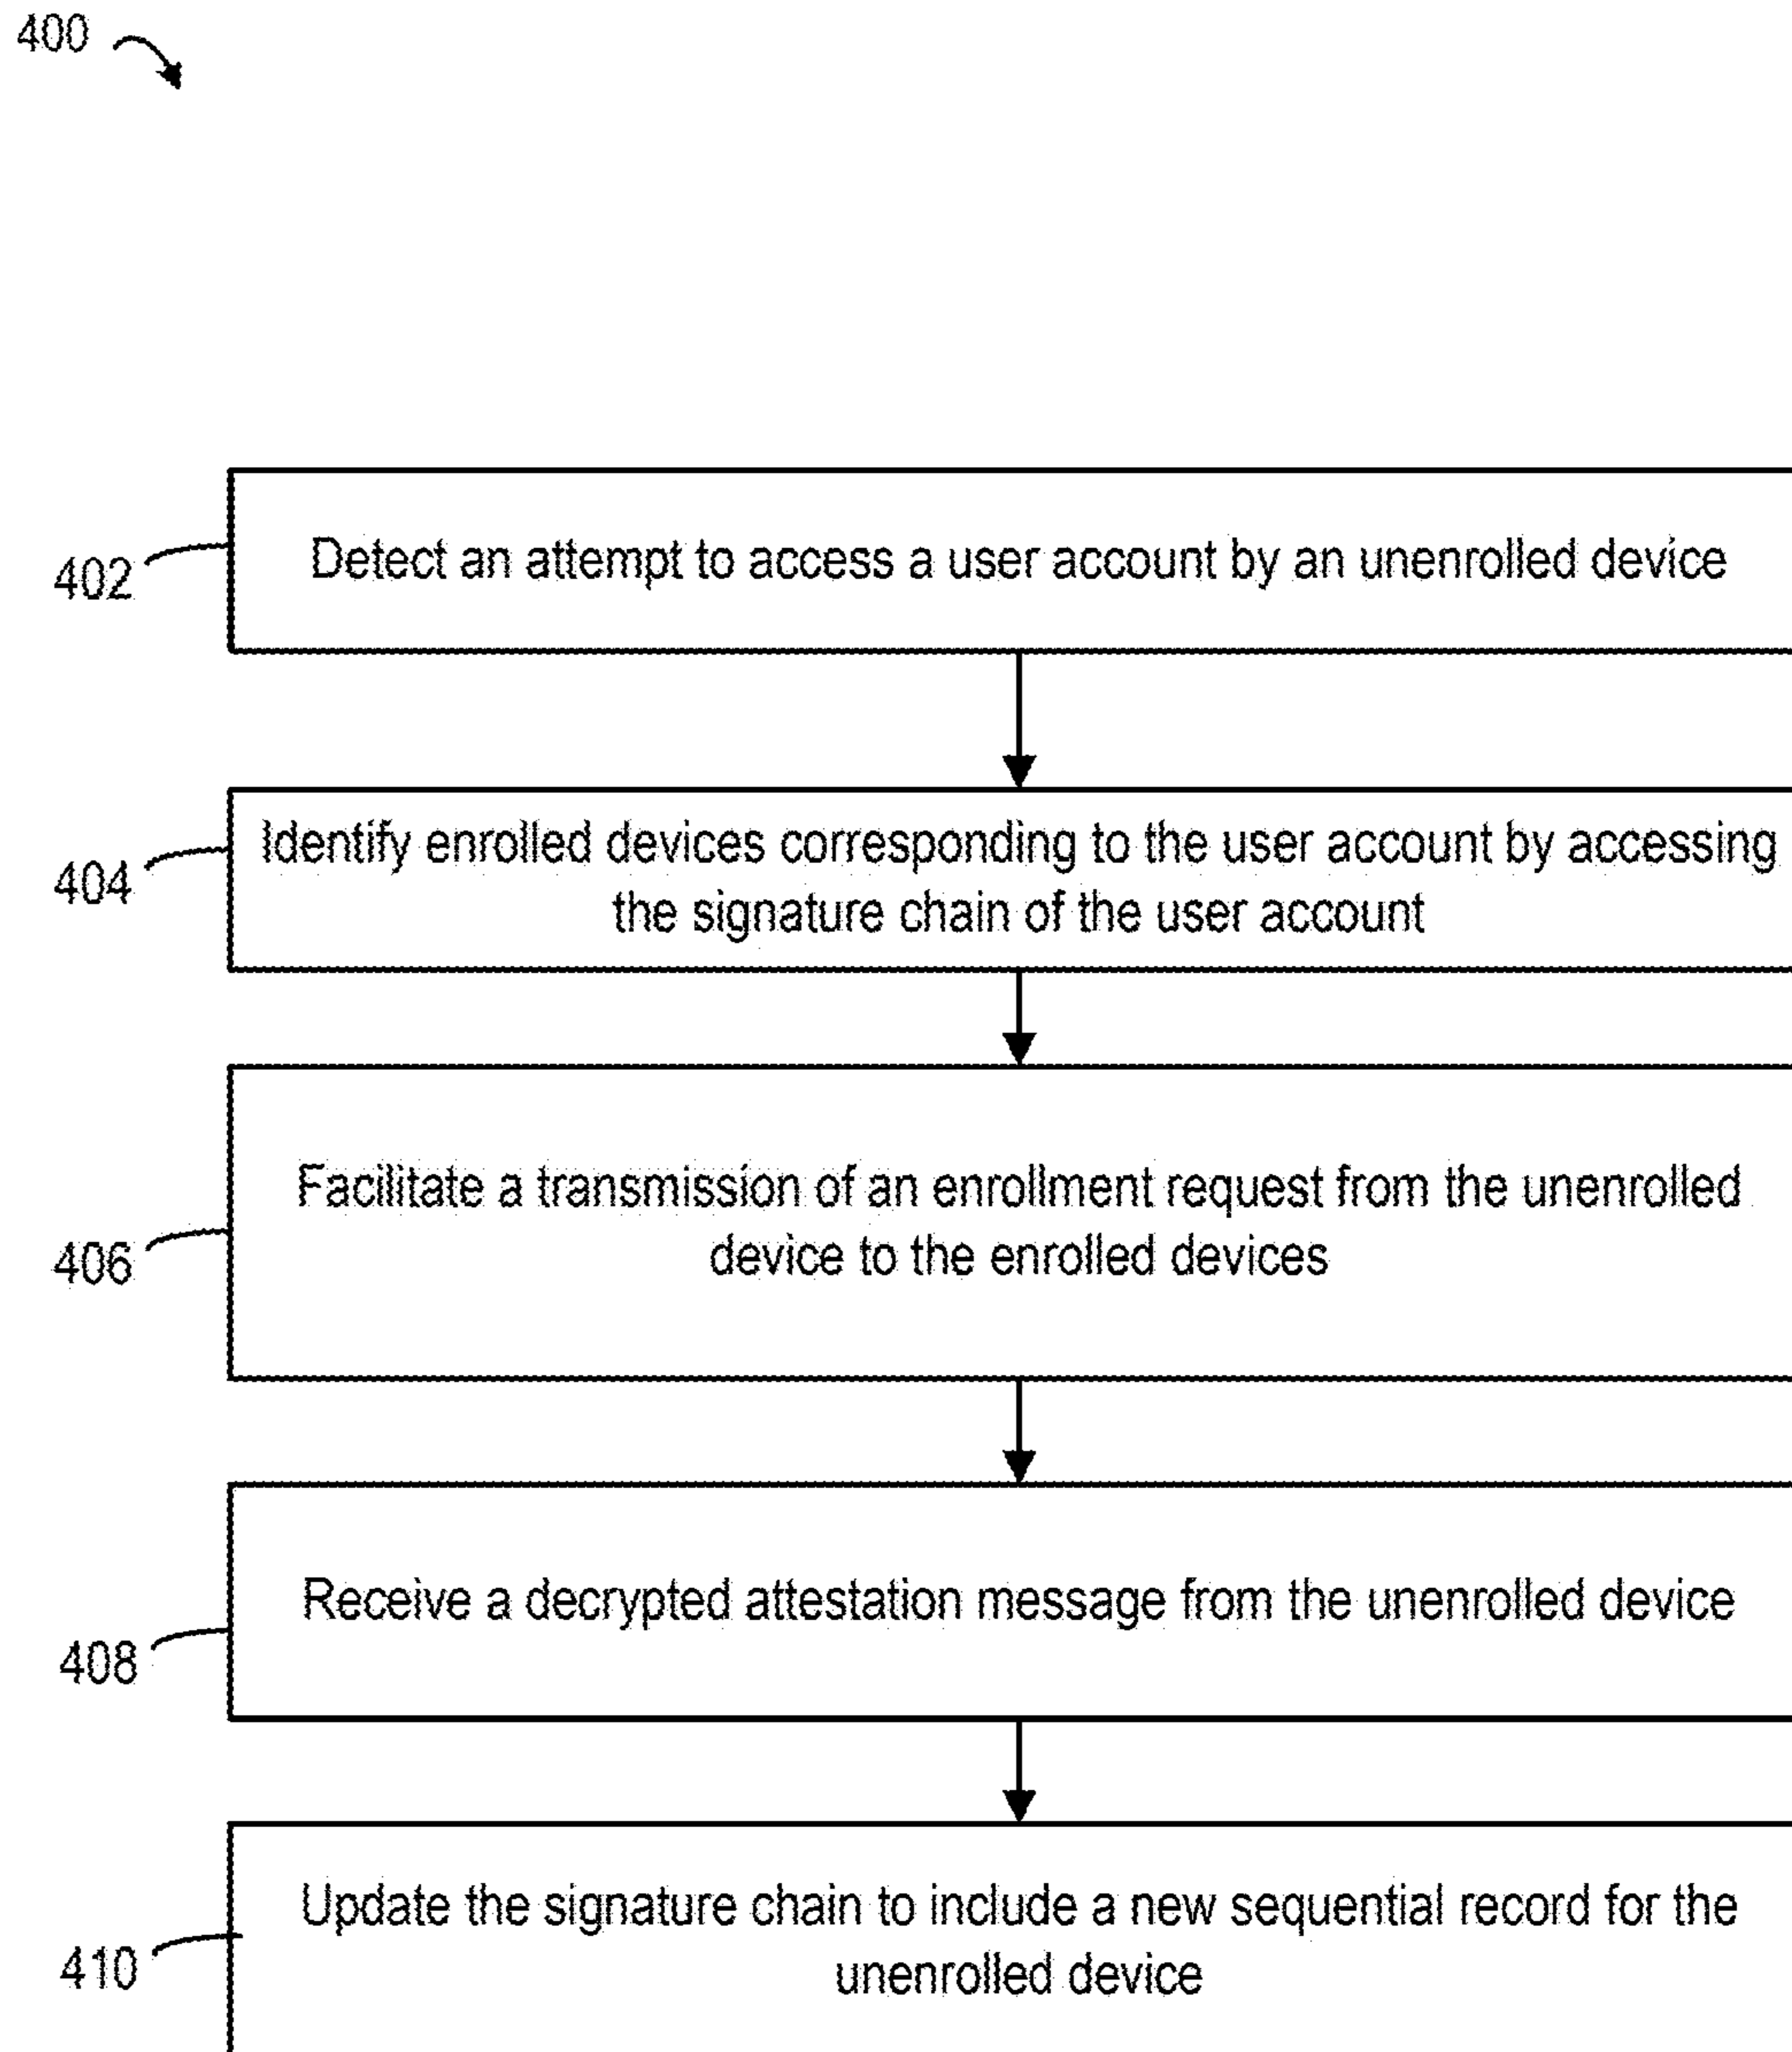 400
402
Detect an attempt to access a user account by an unenrolled device
404
Identify enrolled devices corresponding to the user account by accessing
the signature chain of the user account
406
Facilitate a transmission of an enrollment request from the unenrolled
device to the enrolled devices
408
Receive a decrypted attestation message from the unenrolled device
410
Update the signature chain to include a new sequential record for the
unenrolled device